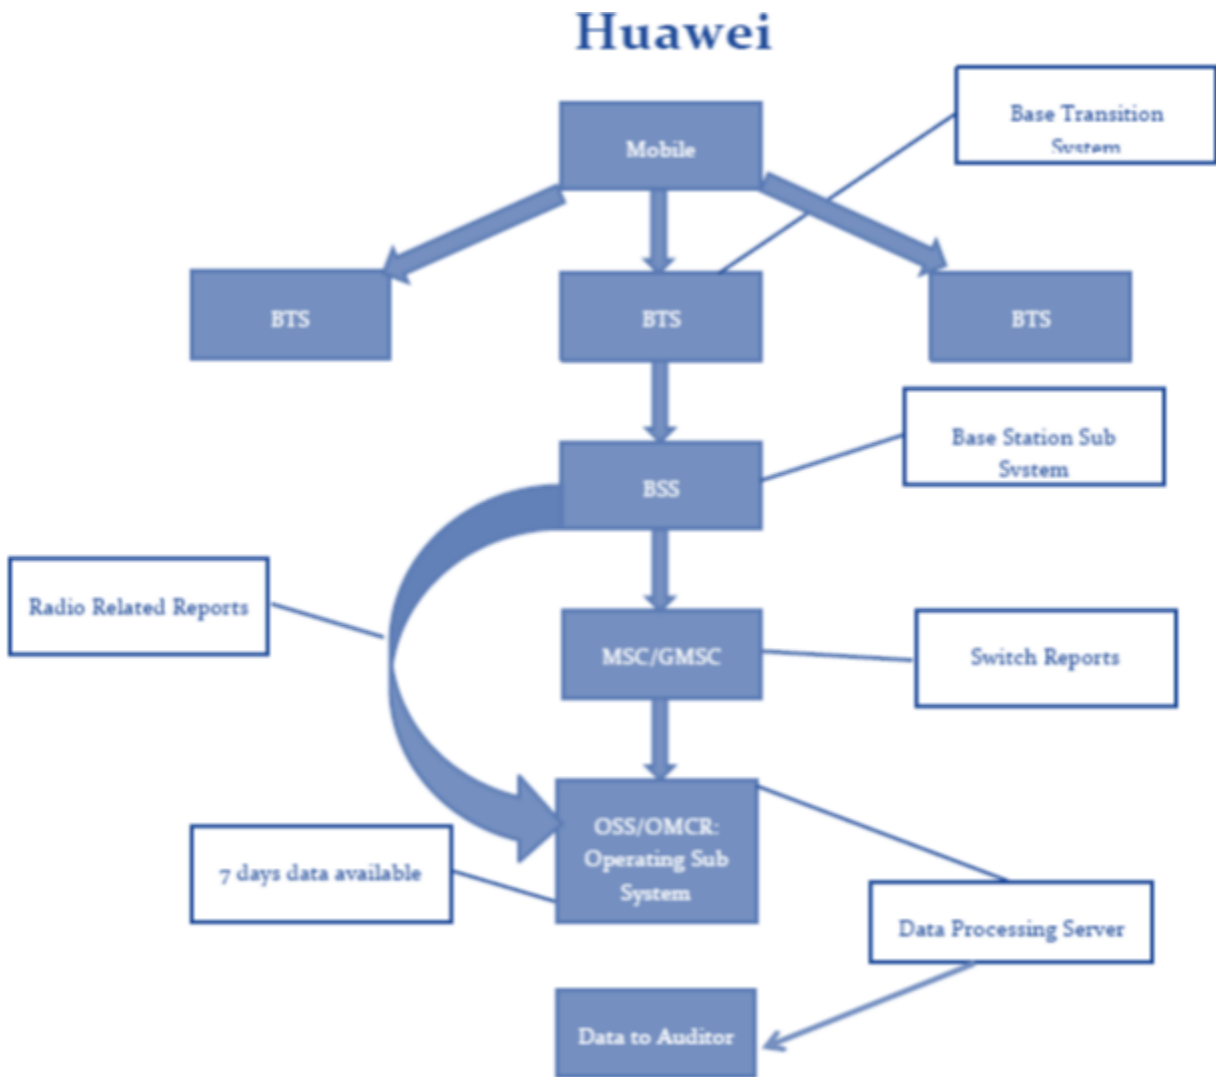 Huawei
Base Transition
System
Mobile
BTS
BTS
BTS
Base Station Sub
System
BSS
Radio Related Reports
MSC/GMSC
Switch Reports
OSS/OMCR:
Operating Sub
System
7 days data available
Data Processing Server
Data to Auditor